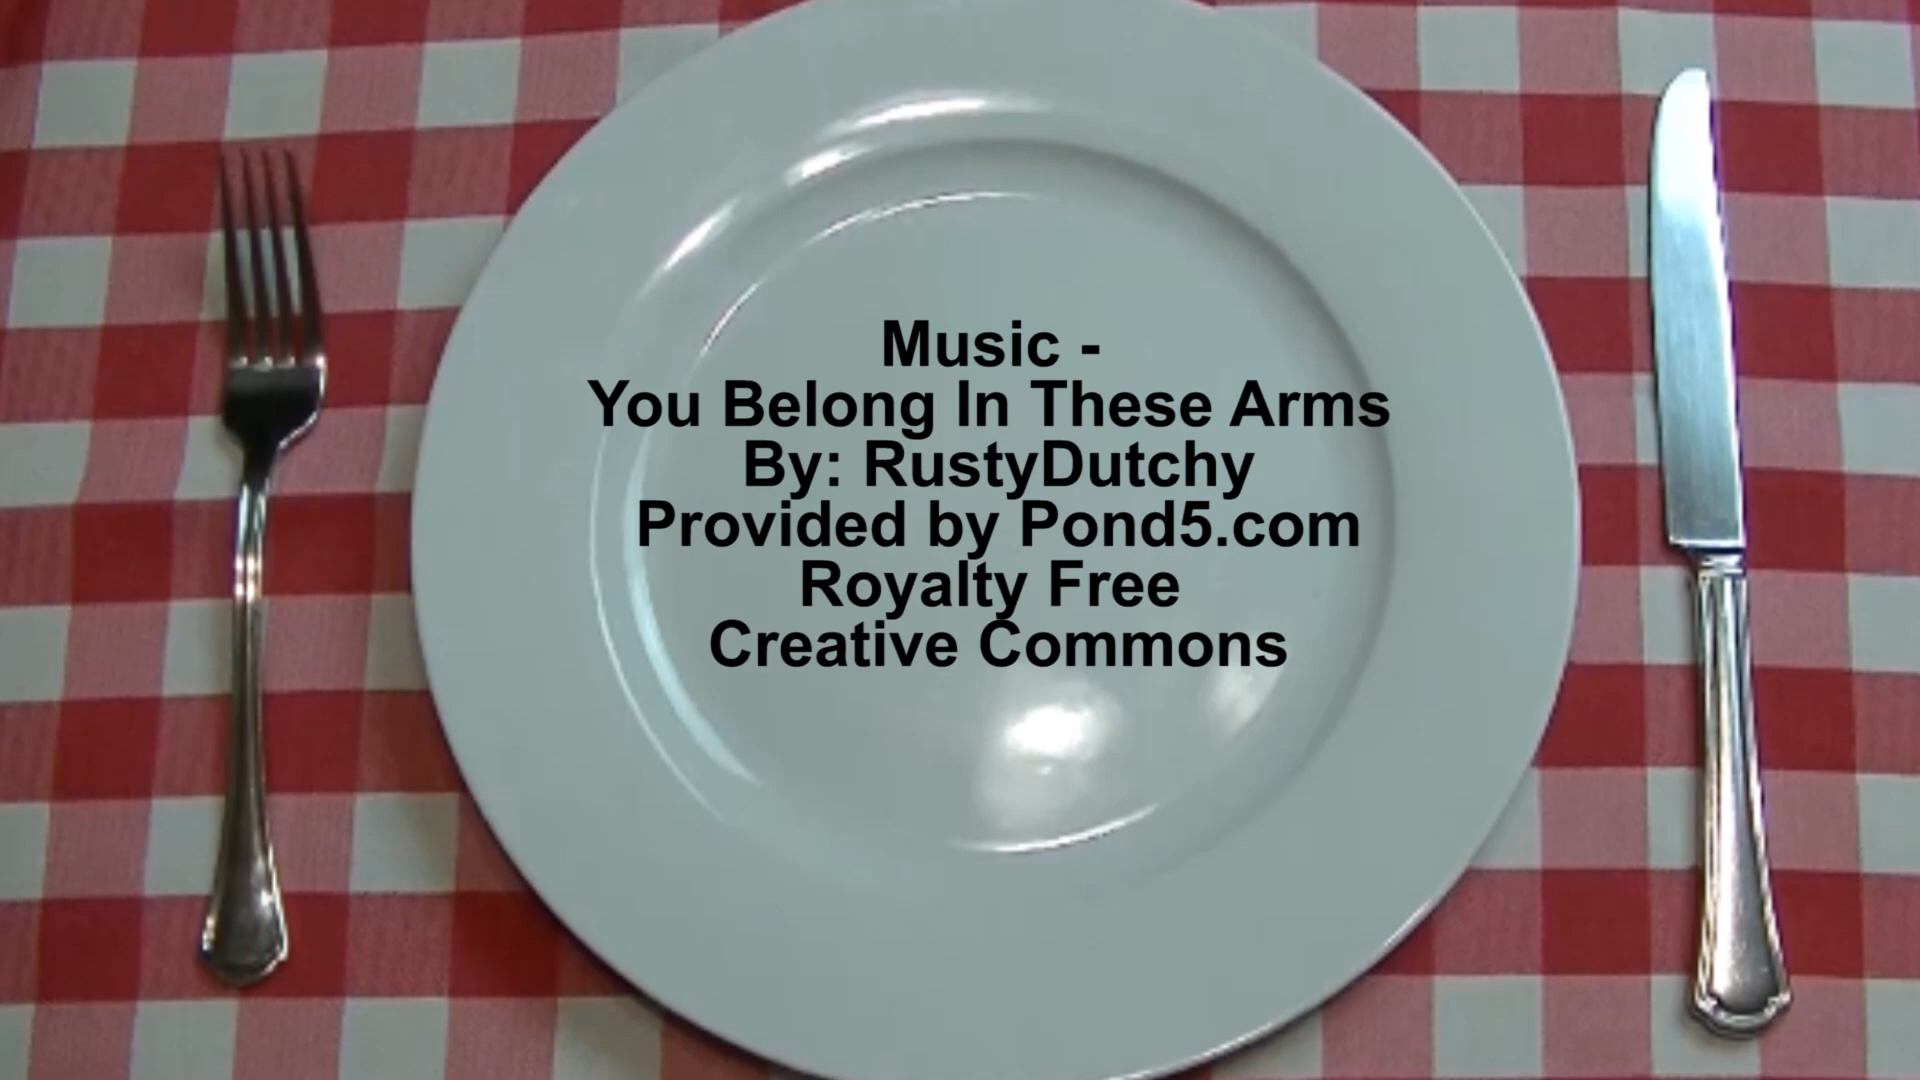 Music -
You Belong In These Arms
By: RustyDutchy
Provided by Pond5.com
Royalty Free
Creative Commons